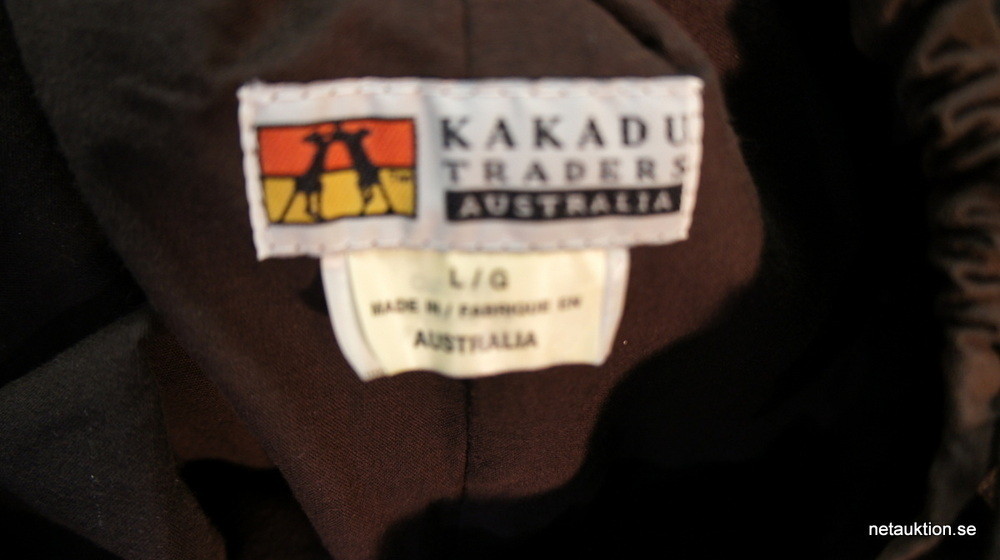 KAKADU
TRADERS
AUSTRALIA
L/G
MADE IN / FABRIQUE EN
AUSTRALIA
netauktion.se